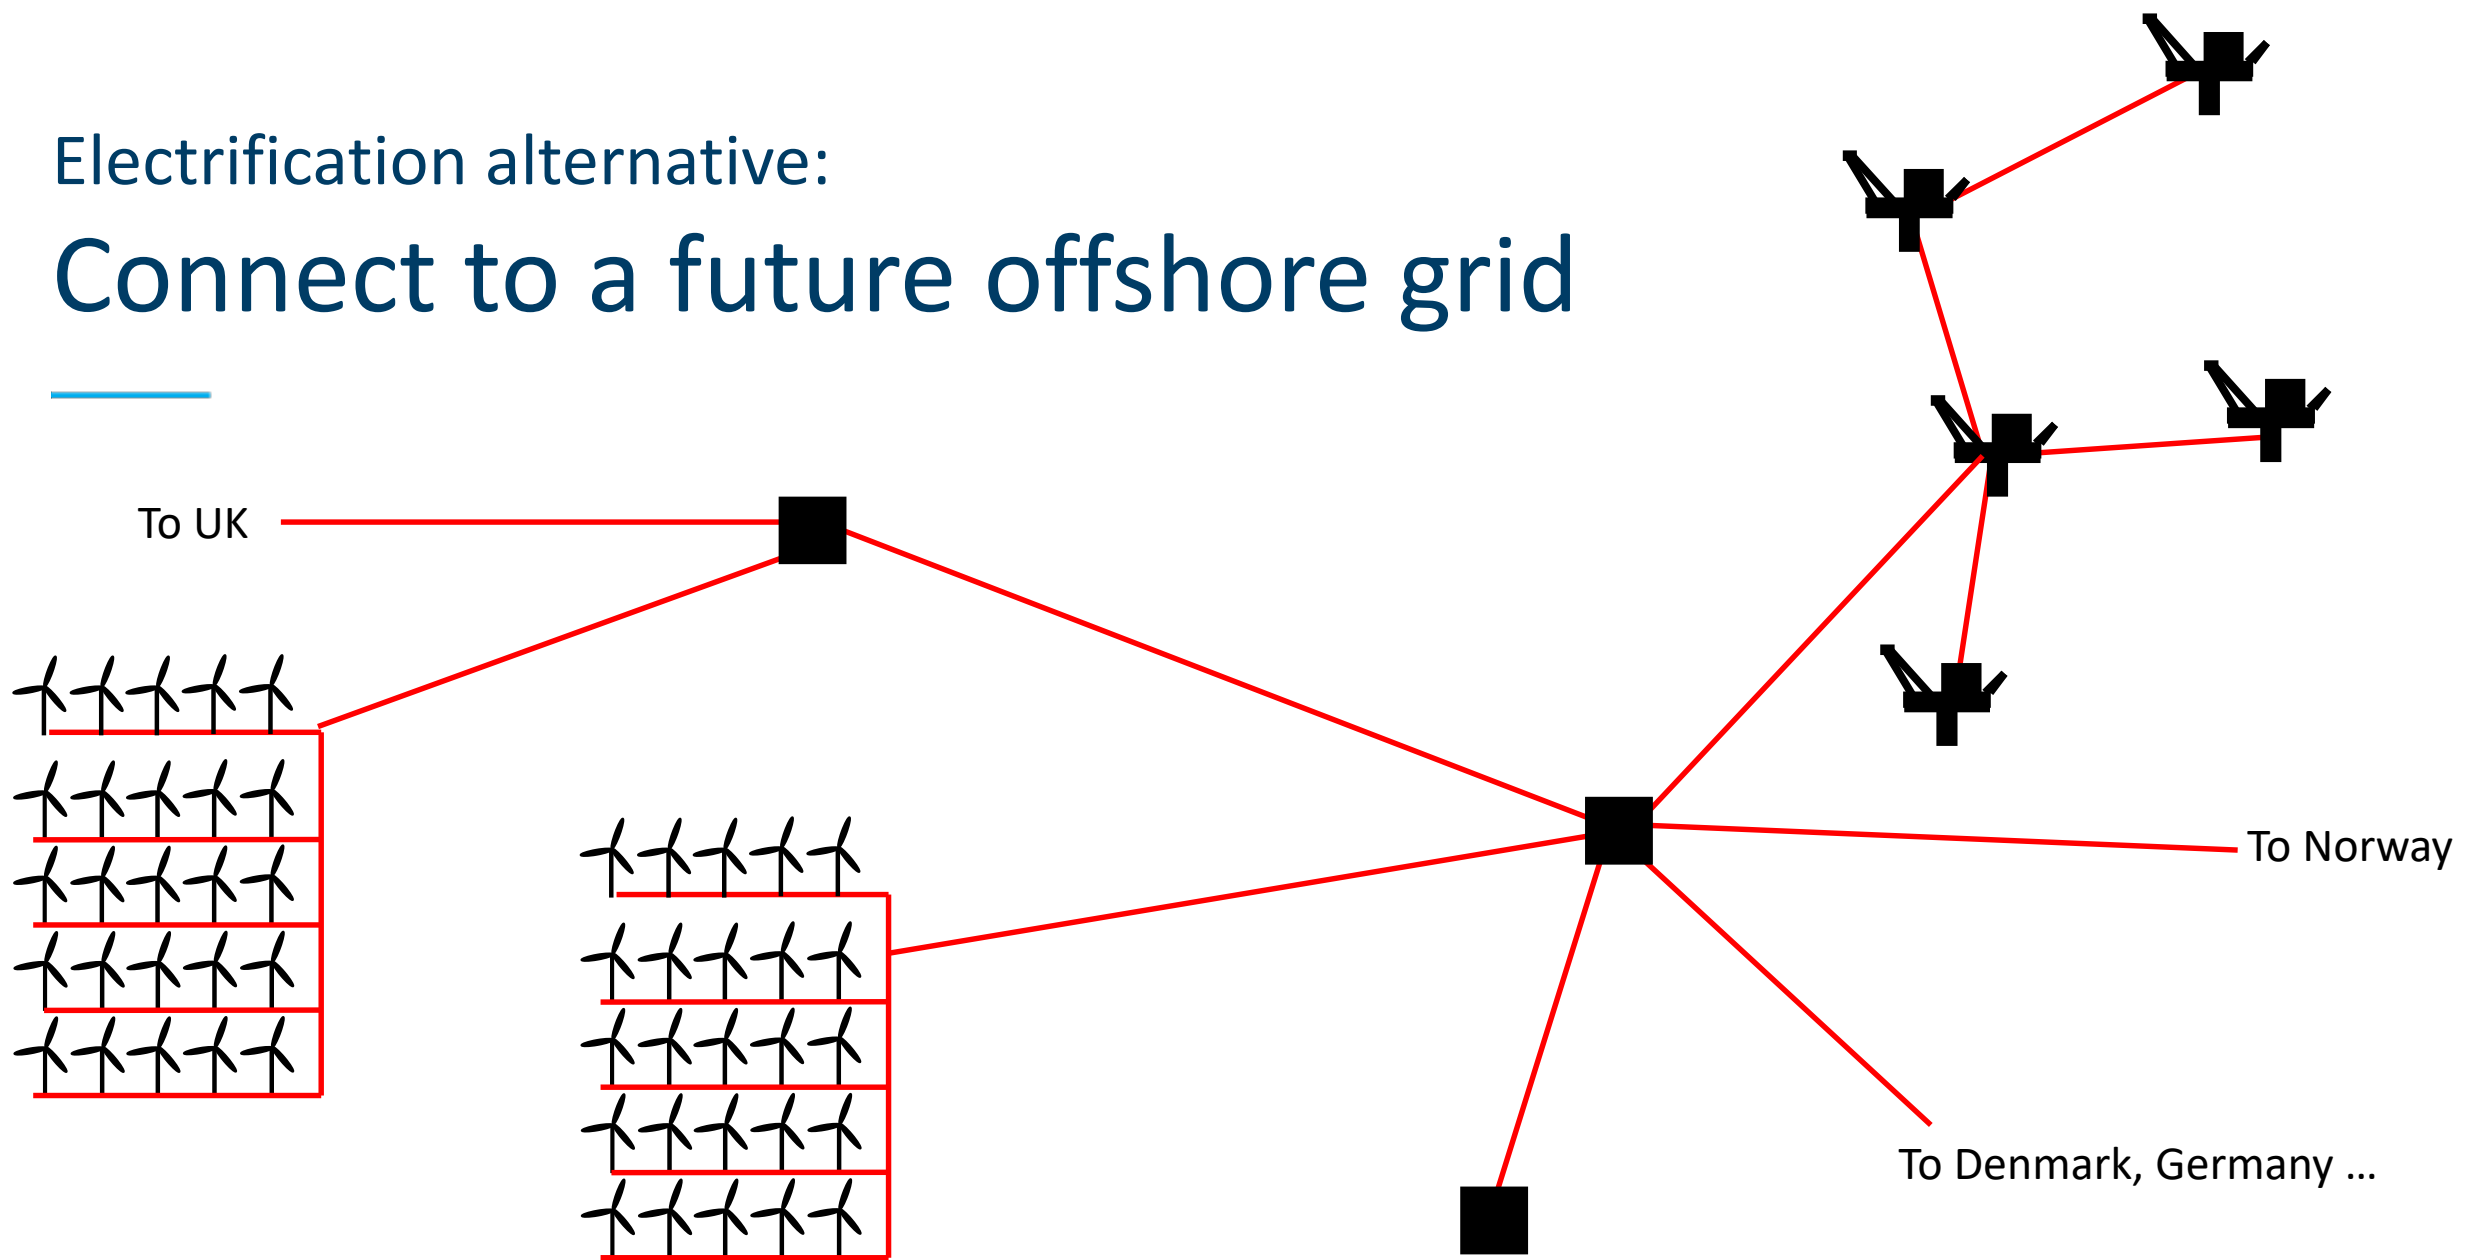 Electrification alternative:
Connect to a future offshore grid
To UK
To Norway
To Denmark, Germany ...